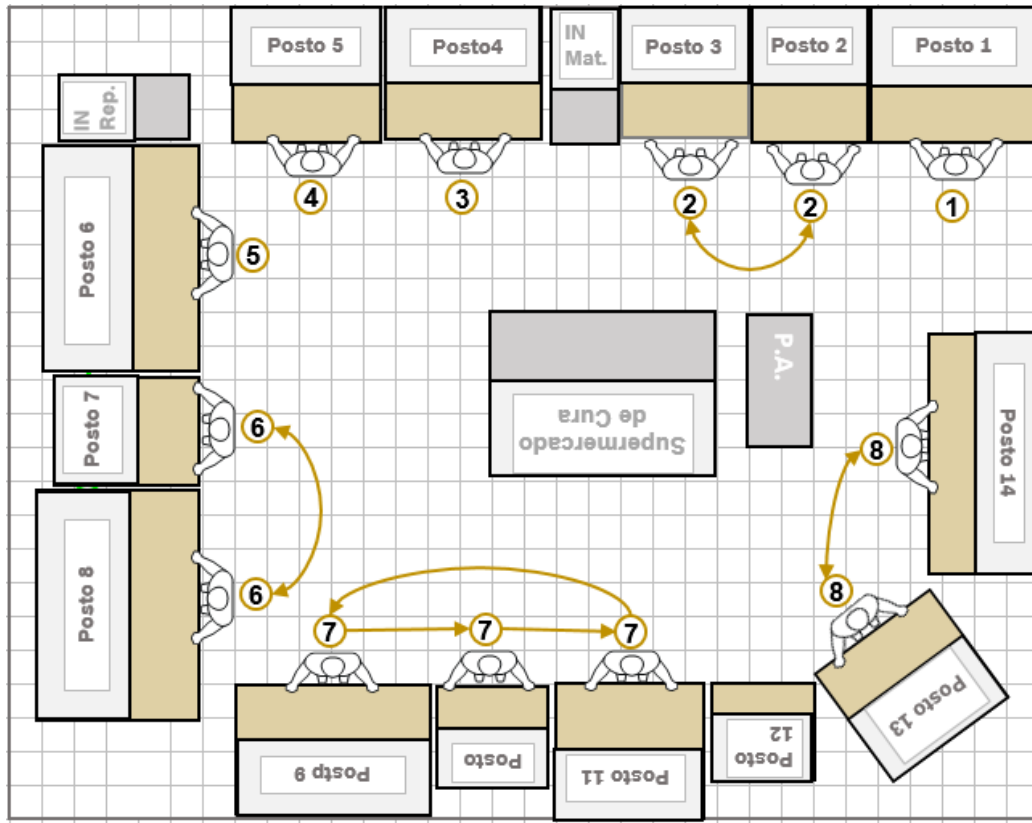 Posto 5
Posto4
IN
Mat.
Posto 3
Posto 2
Posto 1
IN
Rep.
4
3
2
2
1
Posto 6
5
Supermercado
de Cura
P.A.
Posto 7
6
8
Posto 14
Posto 8
6
8
7
7
7
Postp 9
Posto
Posto 11
Posto
12
Posto 13